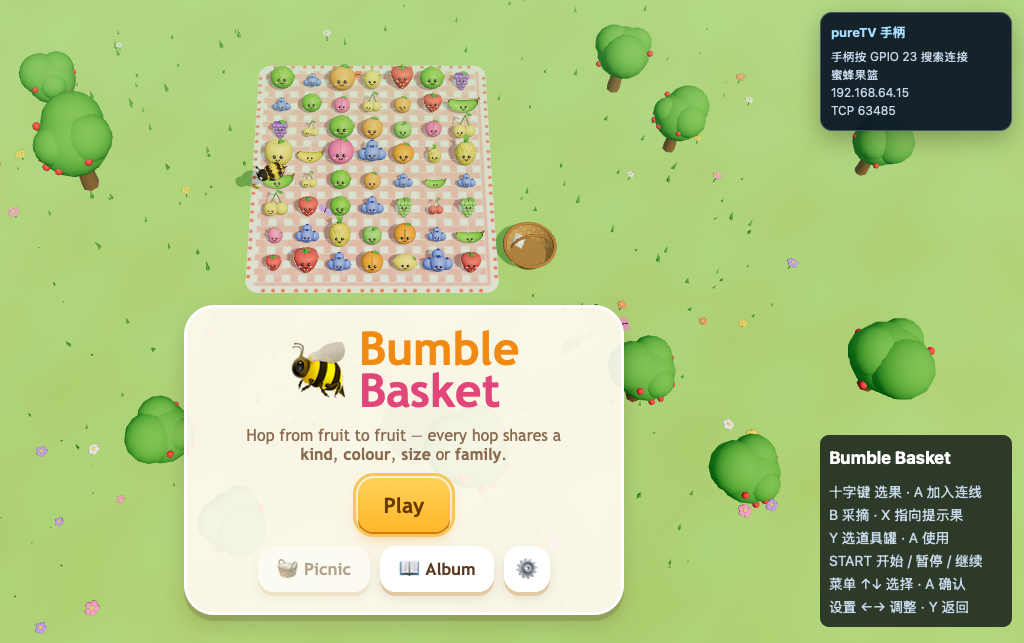 pureTV 手柄
手柄按 GPIO 23 搜索连接
蜜蜂果篮
192.168.64.15
TCP 63485
Bumble
Basket
Hop from fruit to fruit — every hop shares a
kind, colour, size or family.
Play
Picnic
Album
Bumble Basket
十字键 选果 · A 加入连线
B 采摘 · X 指向提示果
Y 选道具罐 · A 使用
START 开始 / 暂停 / 继续
菜单 ↑↓ 选择 · A 确认
设置 ←→ 调整 · Y 返回